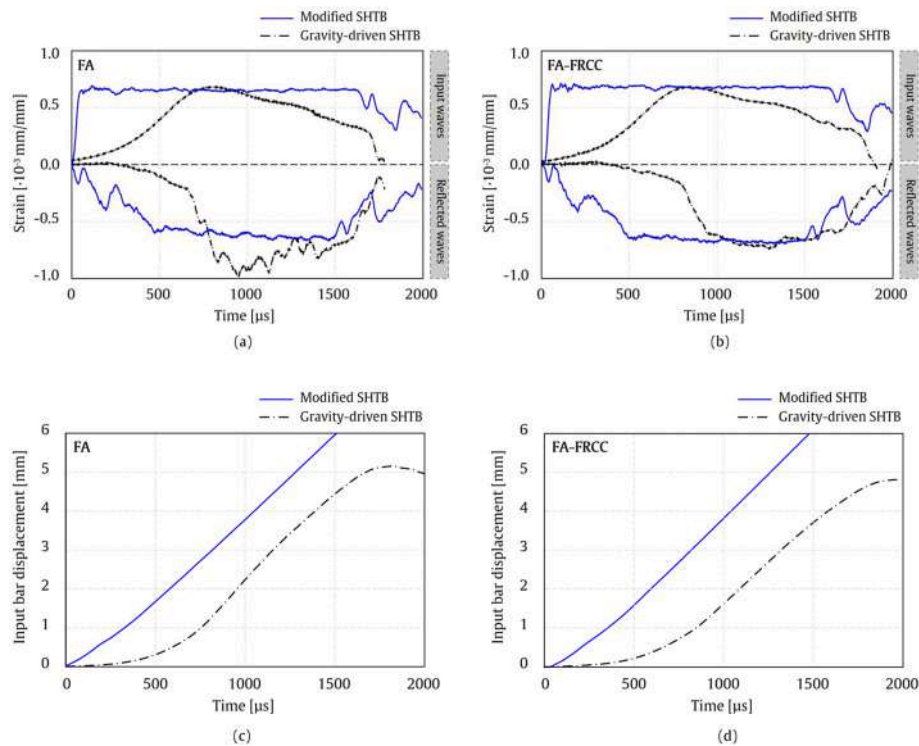 Modified SHTB
Gravity-driven SHTB
FA
1.0
0.5
0.0
-0.5
-1.0
Strain [·10⁻³ mm/mm]
Input waves
Reflected waves
0 500 1000 1500 2000
Time [µs]
(a)
Modified SHTB
Gravity-driven SHTB
FA-FRCC
1.0
0.5
0.0
-0.5
-1.0
Strain [·10⁻³ mm/mm]
Input waves
Reflected waves
0 500 1000 1500 2000
Time [µs]
(b)
Modified SHTB
Gravity-driven SHTB
FA
6
5
4
3
2
1
0
Input bar displacement [mm]
0 500 1000 1500 2000
Time [µs]
(c)
Modified SHTB
Gravity-driven SHTB
FA-FRCC
6
5
4
3
2
1
0
Input bar displacement [mm]
0 500 1000 1500 2000
Time [µs]
(d)